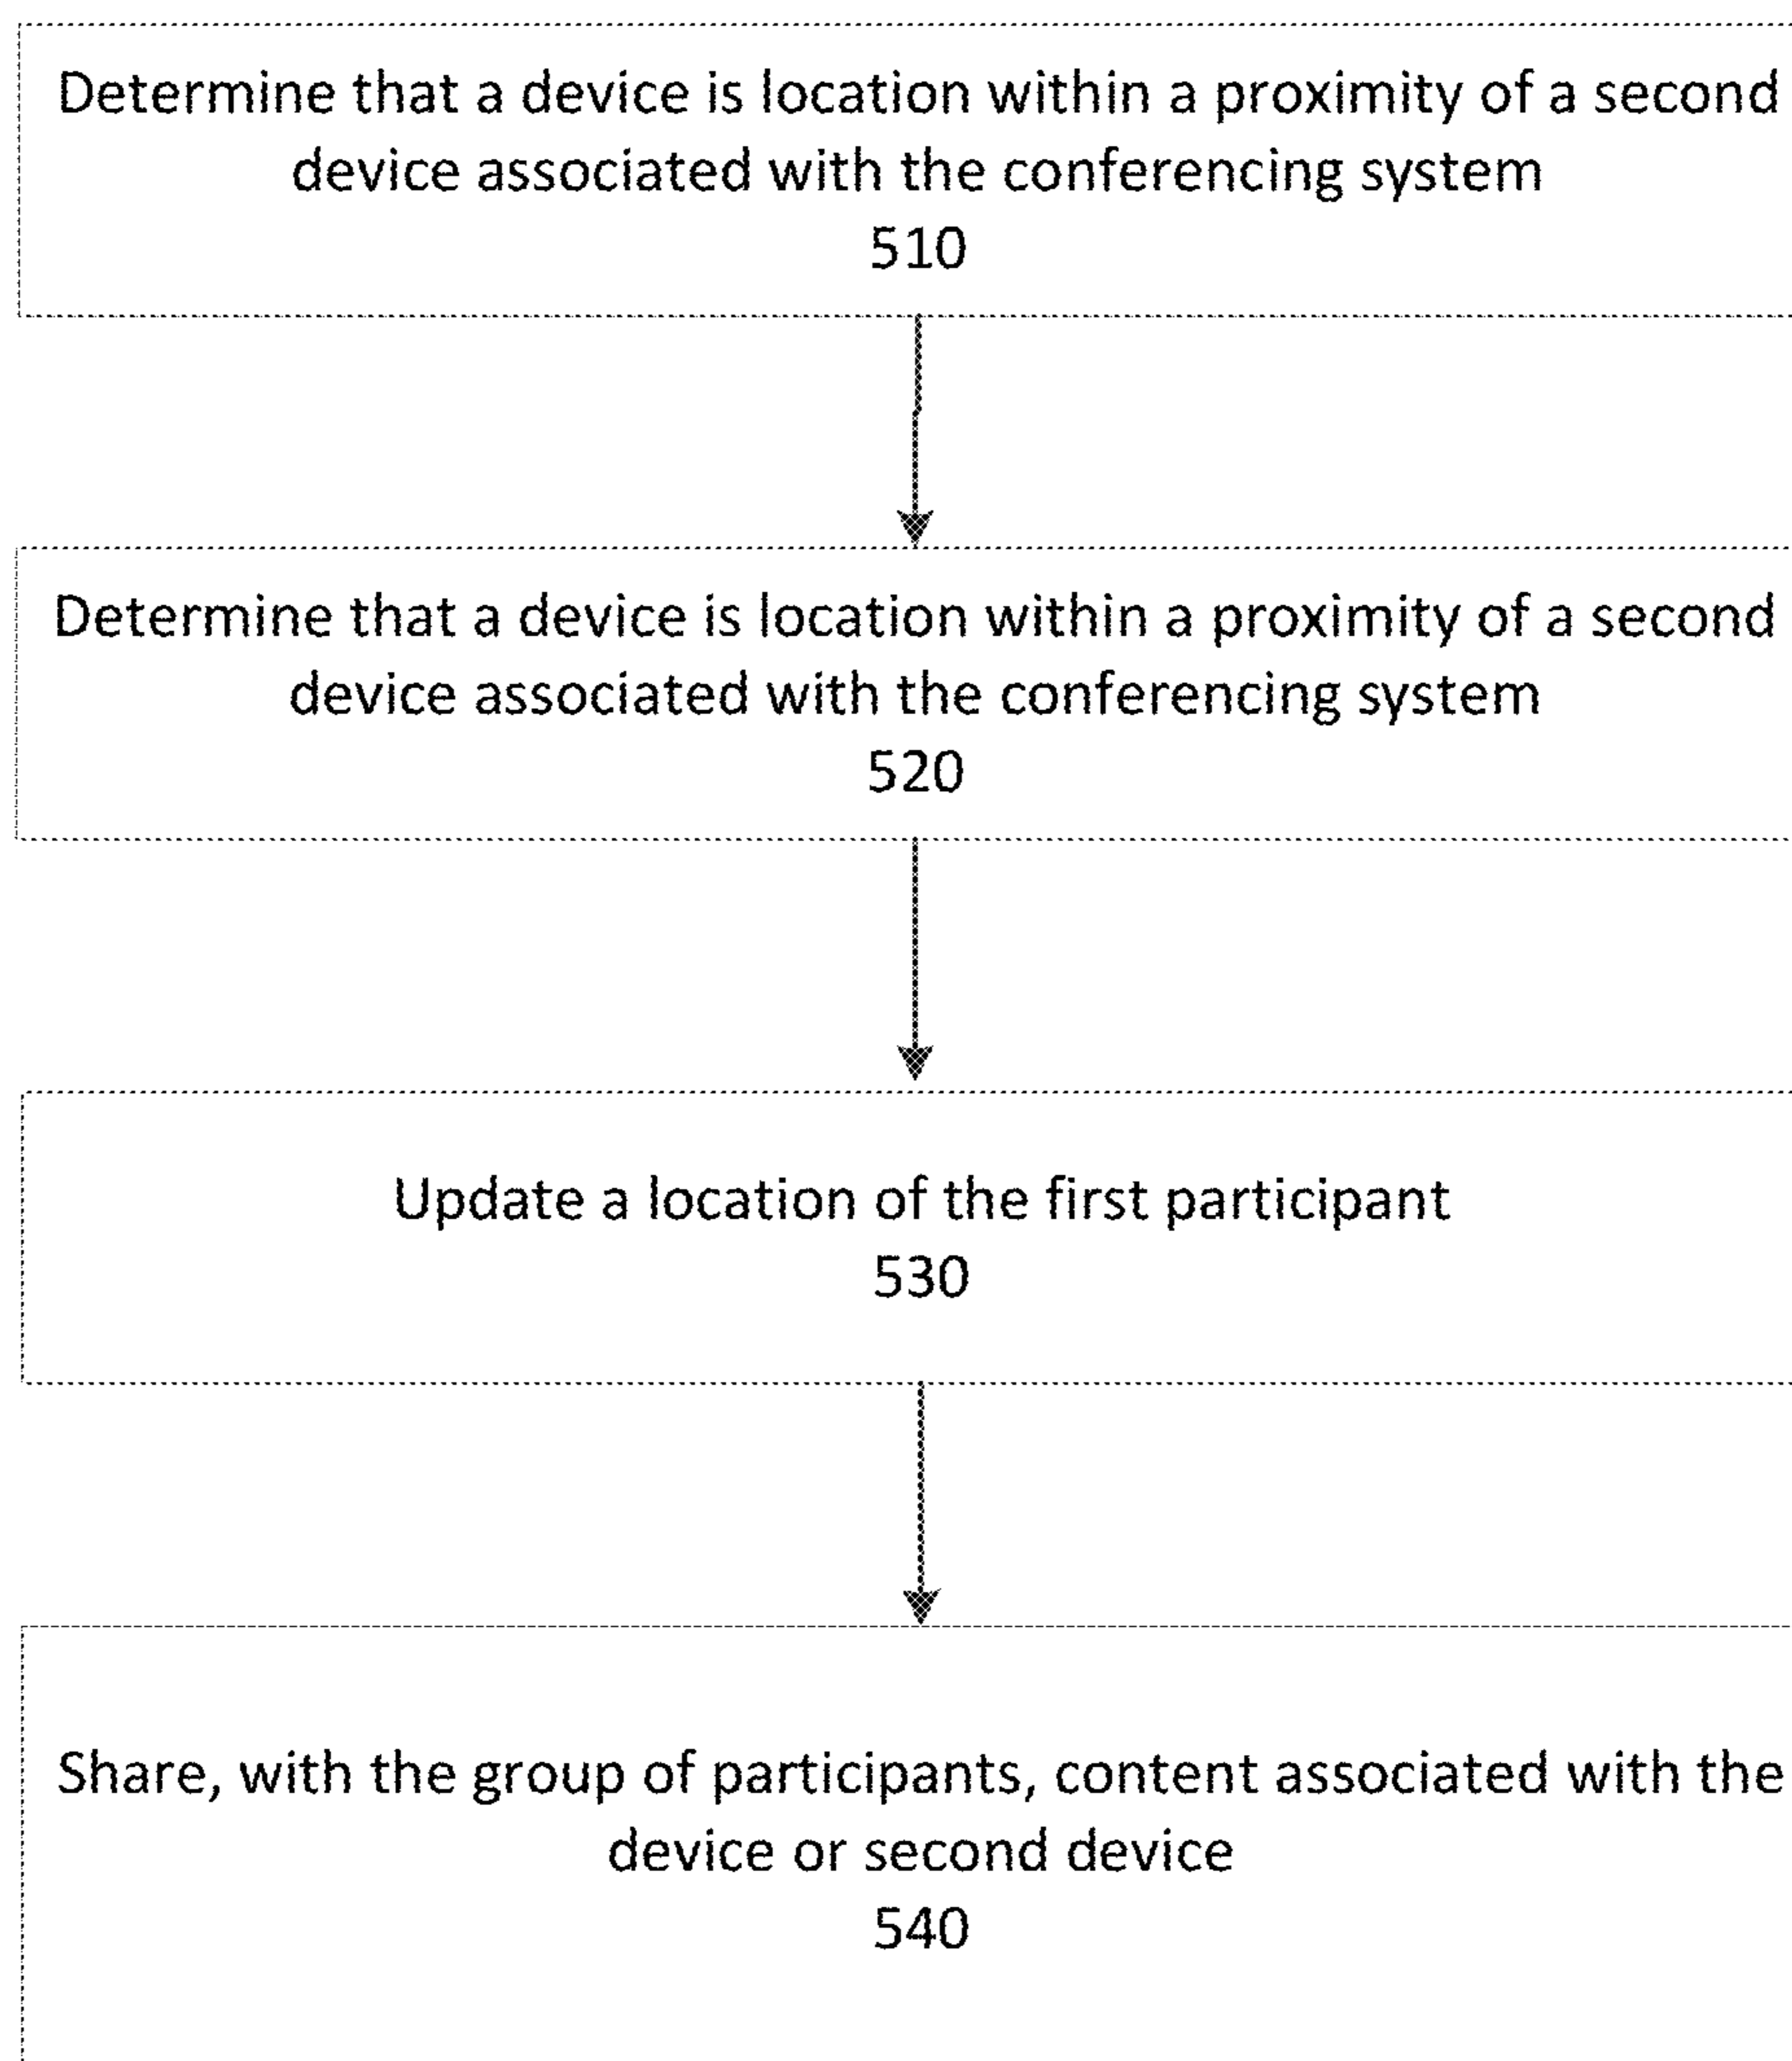 Determine that a device is location within a proximity of a second
device associated with the conferencing system
510
Determine that a device is location within a proximity of a second
device associated with the conferencing system
520
Update a location of the first participant
530
Share, with the group of participants, content associated with the
device or second device
540